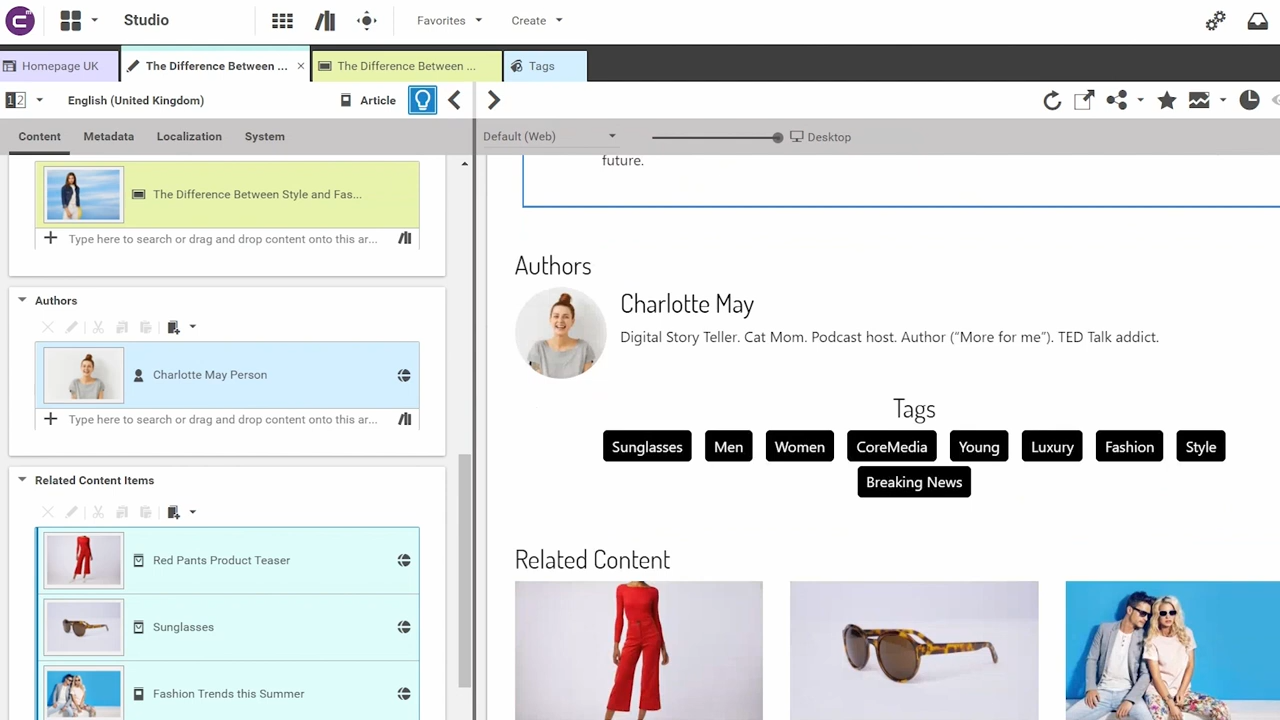 Studio
Favorites
Create
Homepage UK
The Difference Between ...
The Difference Between ...
Tags
12
English (United Kingdom)
Article
Content
Metadata
Localization
System
Default (Web)
Desktop
The Difference Between Style and Fas...
Type here to search or drag and drop content onto this ar...
future.
Authors
Charlotte May Person
Type here to search or drag and drop content onto this ar...
Related Content Items
Red Pants Product Teaser
Sunglasses
Fashion Trends this Summer
Authors
Charlotte May
Digital Story Teller. Cat Mom. Podcast host. Author (“More for me”). TED Talk addict.
Tags
Sunglasses Men Women CoreMedia Young Luxury Fashion Style
Breaking News
Related Content